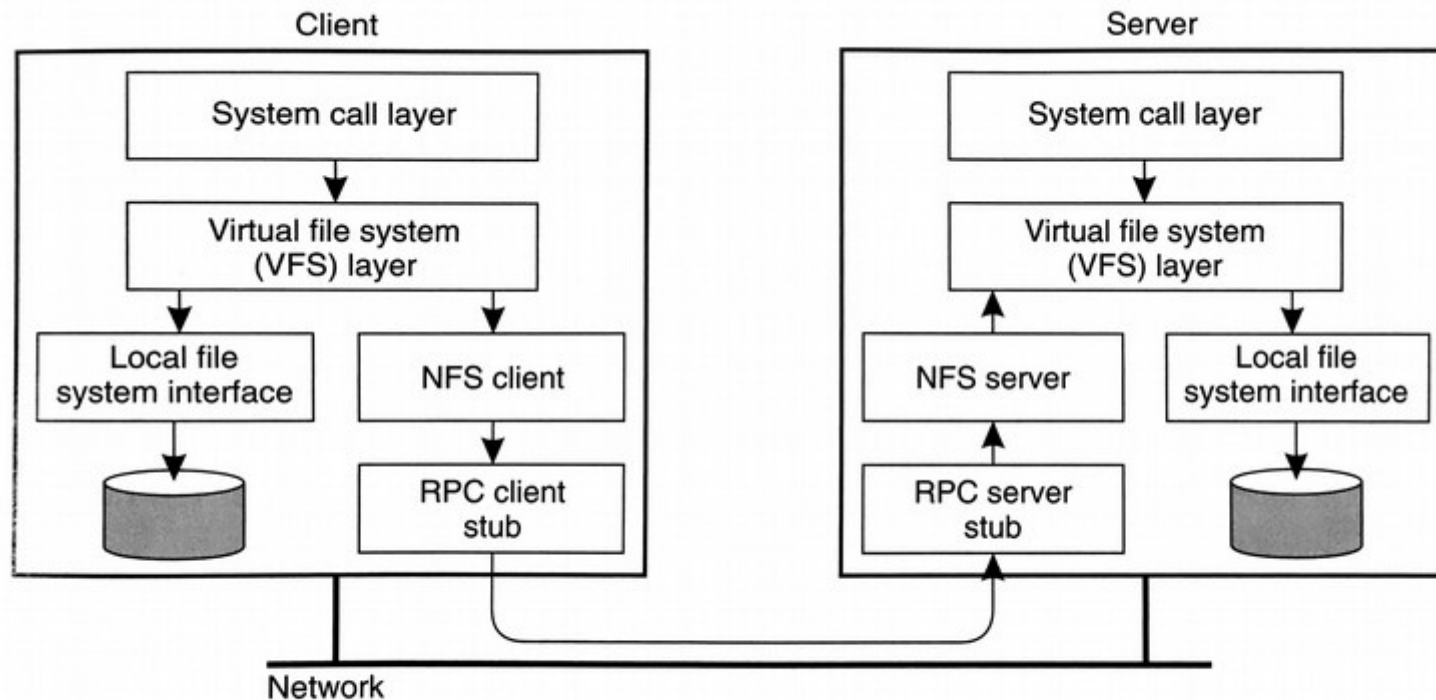 Client
System call layer
Virtual file system
(VFS) layer
Local file
system interface
NFS client
RPC client
stub
Server
System call layer
Virtual file system
(VFS) layer
NFS server
Local file
system interface
RPC server
stub
Network